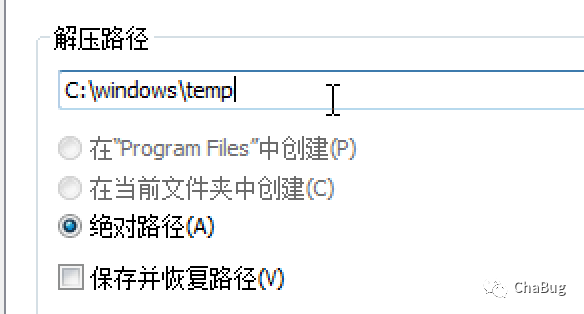 解压路径
C:\windows\temp
在“Program Files”中创建(P)
在当前文件夹中创建(C)
绝对路径(A)
保存并恢复路径(V)
ChaBug